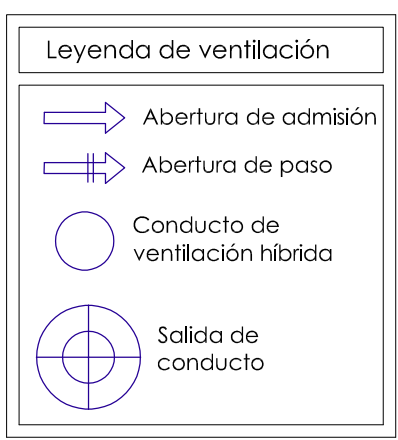 Leyenda de ventilación
Abertura de admisión
Abertura de paso
Conducto de
ventilación híbrida
Salida de
conducto